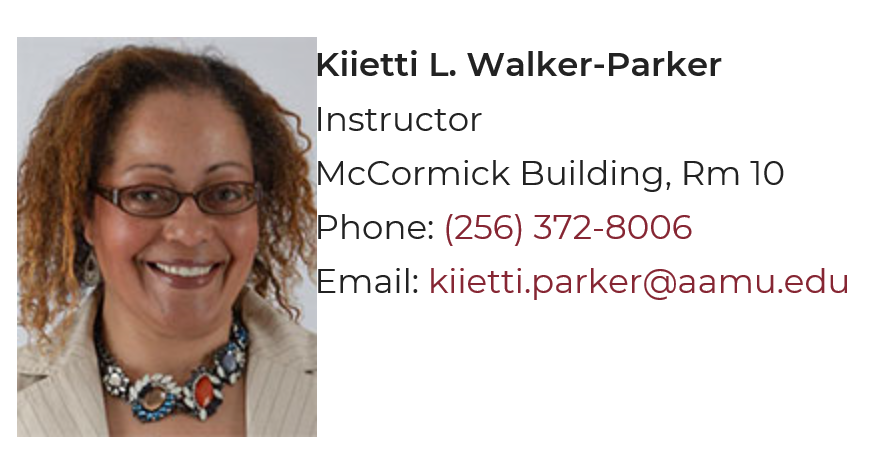 Kiietti L. Walker-Parker
Instructor
McCormick Building, Rm 10
Phone: (256) 372-8006
Email: kiietti.parker@aamu.edu